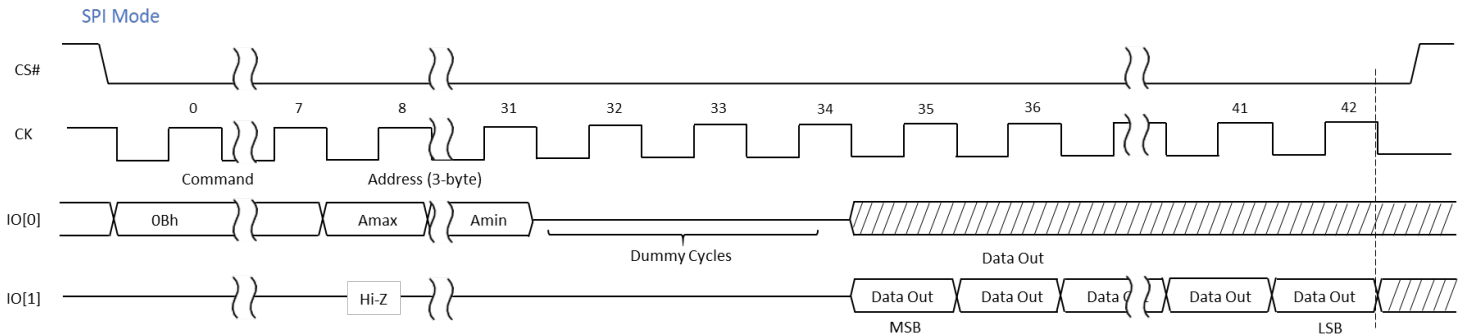 SPI Mode
CS#
0 7 8 31 32 33 34 35 36 41 42
CK
Command Address (3-byte)
IO[0] 0Bh Amax Amin
Dummy Cycles Data Out
IO[1] Hi-Z Data Out Data Out Data Data Out Data Out
MSB LSB